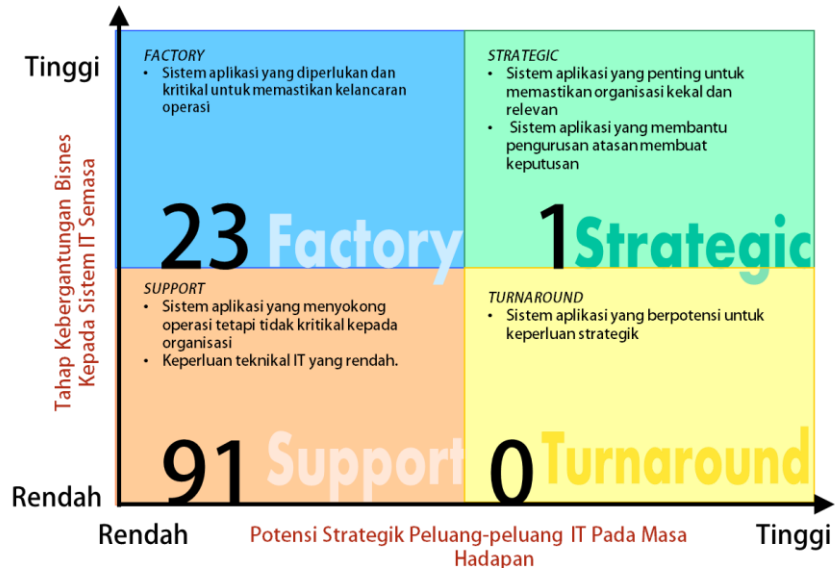 Tinggi
Tahap Kebergantungan Bisnes
Kepada Sistem IT Semasa
Rendah
FACTORY
• Sistem aplikasi yang diperlukan dan
kritikal untuk memastikan kelancaran
operasi
23 Factory
STRATEGIC
• Sistem aplikasi yang penting untuk
memastikan organisasi kekal dan
relevan
• Sistem aplikasi yang membantu
pengurusan atasan membuat
keputusan
1 Strategic
SUPPORT
• Sistem aplikasi yang menyokong
operasi tetapi tidak kritikal kepada
organisasi
• Keperluan teknikal IT yang rendah.
91 Support
TURNAROUND
• Sistem aplikasi yang berpotensi untuk
keperluan strategik
0 Turnaround
Rendah
Potensi Strategik Peluang-peluang IT Pada Masa
Hadapan
Tinggi